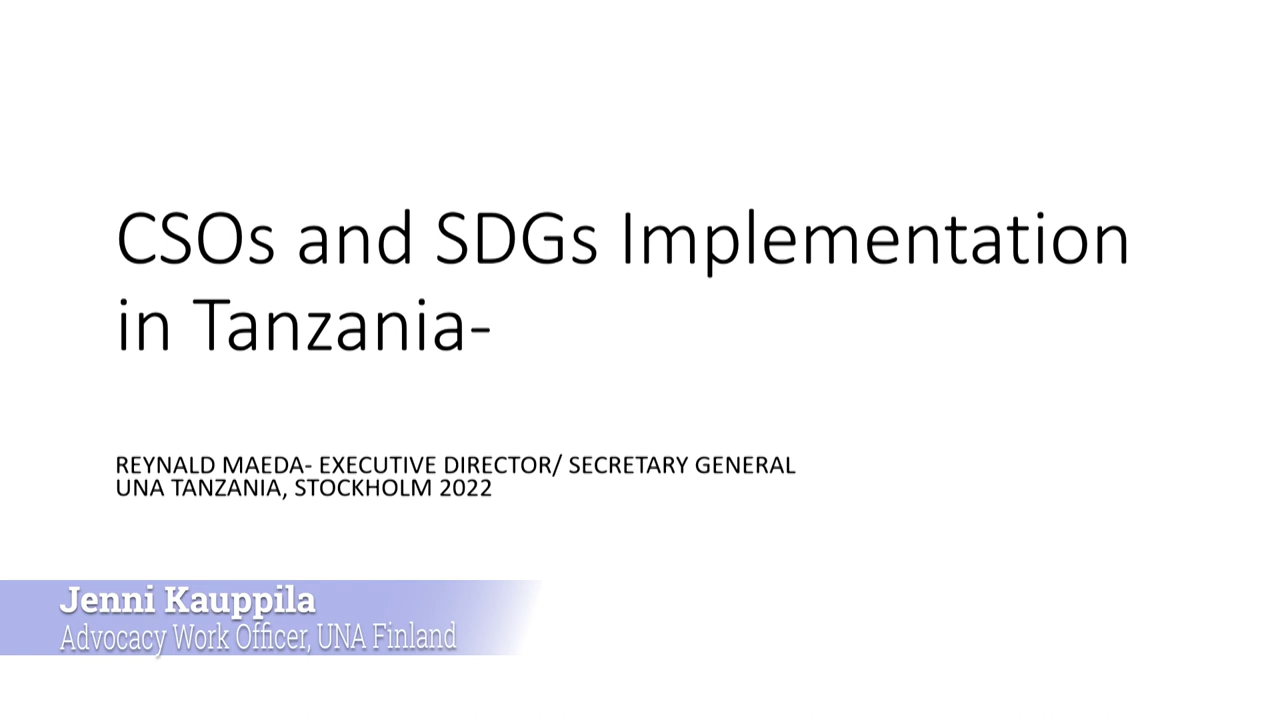 CSOs and SDGs Implementation
in Tanzania-
REYNALD MAEDA- EXECUTIVE DIRECTOR/ SECRETARY GENERAL
UNA TANZANIA, STOCKHOLM 2022
Jenni Kauppila
Advocacy Work Officer, UNA Finland